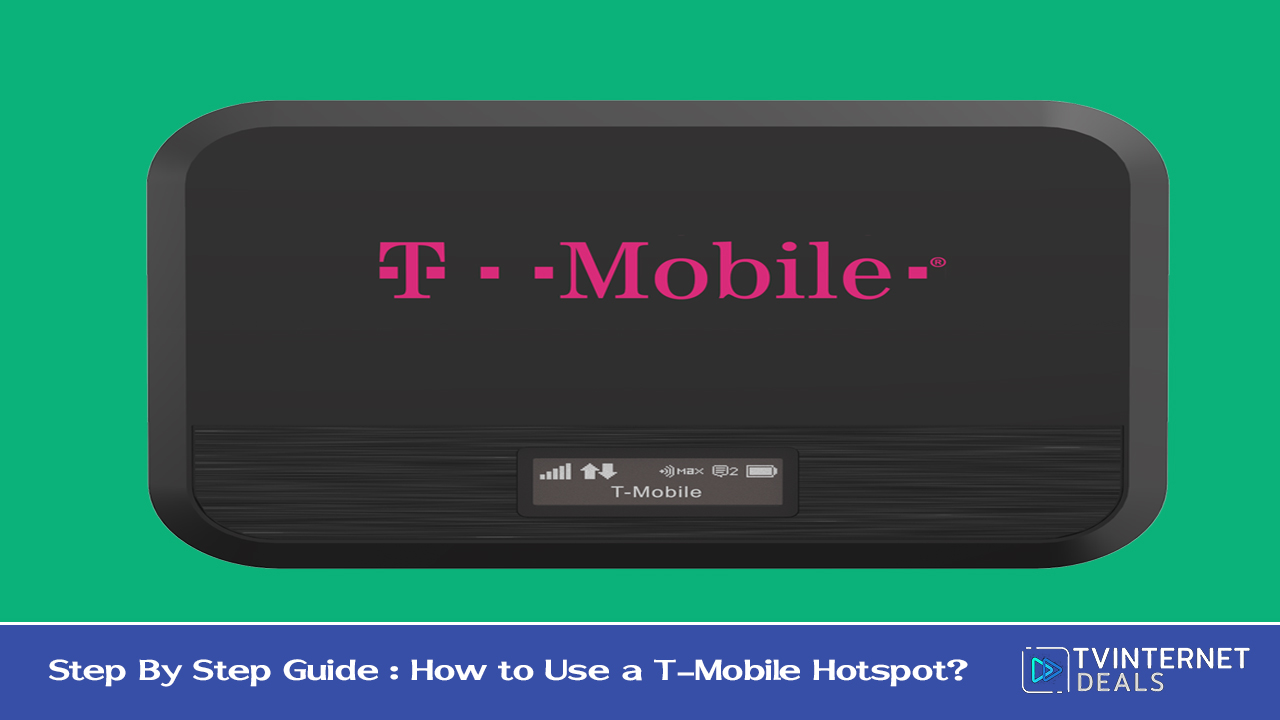 T · · Mobile · ®
MAX 2
T-Mobile
Step By Step Guide : How to Use a T-Mobile Hotspot?
TVINTERNET
DEALS